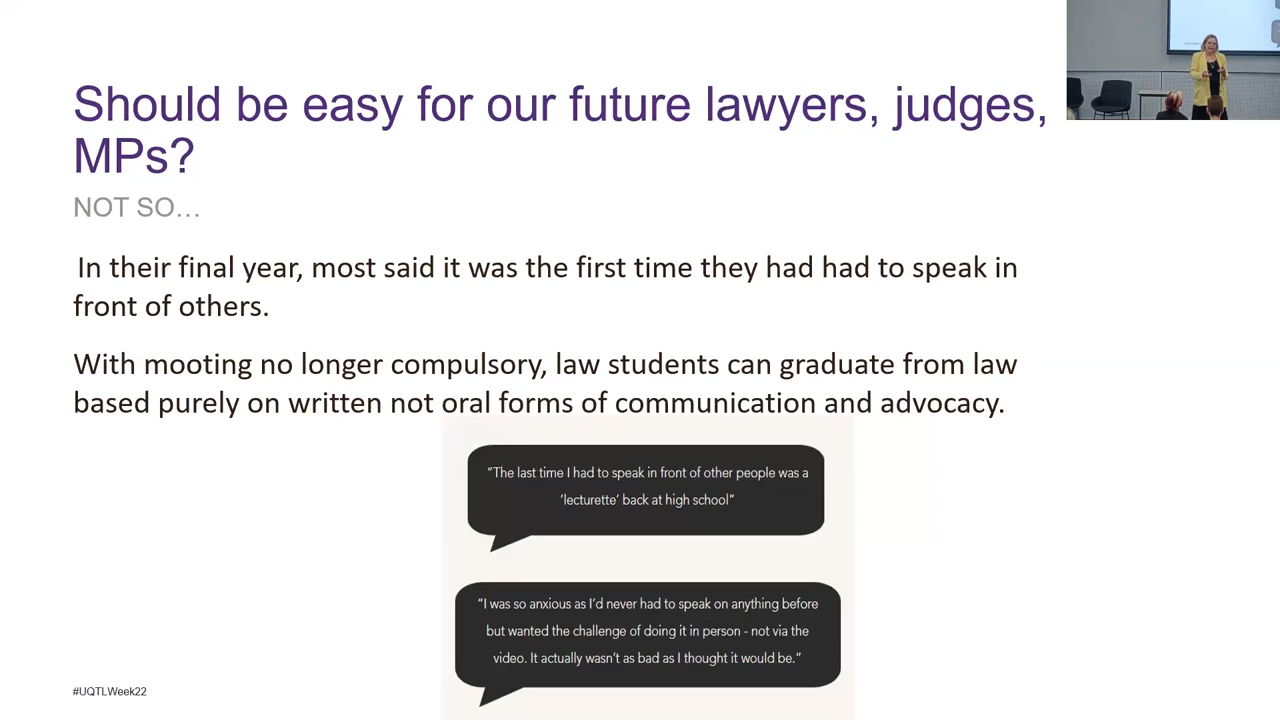 Should be easy for our future lawyers, judges,
MPs?
NOT SO…
In their final year, most said it was the first time they had had to speak in
front of others.
With mooting no longer compulsory, law students can graduate from law
based purely on written not oral forms of communication and advocacy.
“The last time I had to speak in front of other people was a
‘lecturette’ back at high school”
“I was so anxious as I’d never had to speak on anything before
but wanted the challenge of doing it in person - not via the
video. It actually wasn’t as bad as I thought it would be.”
#UQTLWeek22